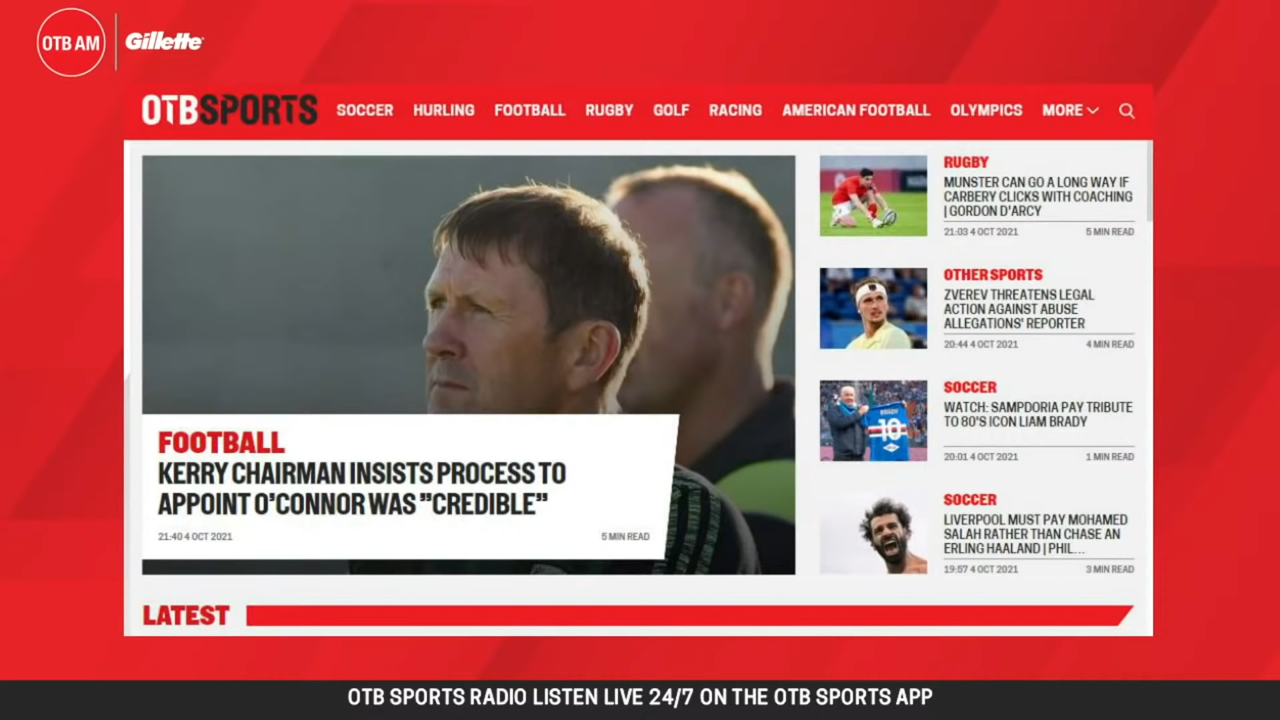 OTB AM
Gillette
OTBSPORTS
SOCCER HURLING FOOTBALL RUGBY GOLF RACING AMERICAN FOOTBALL OLYMPICS MORE
FOOTBALL
KERRY CHAIRMAN INSISTS PROCESS TO
APPOINT O'CONNOR WAS "CREDIBLE"
21:40 4 OCT 2021 5 MIN READ
RUGBY
MUNSTER CAN GO A LONG WAY IF
CARBERY CLICKS WITH COACHING
| GORDON D'ARCY
21:03 4 OCT 2021 5 MIN READ
OTHER SPORTS
ZVEREV THREATENS LEGAL
ACTION AGAINST ABUSE
ALLEGATIONS' REPORTER
20:44 4 OCT 2021 4 MIN READ
BRADY
10
SOCCER
WATCH: SAMPDORIA PAY TRIBUTE
TO 80'S ICON LIAM BRADY
20:01 4 OCT 2021 1 MIN READ
SOCCER
LIVERPOOL MUST PAY MOHAMED
SALAH RATHER THAN CHASE AN
ERLING HAALAND | PHIL...
19:57 4 OCT 2021 3 MIN READ
LATEST
OTB SPORTS RADIO LISTEN LIVE 24/7 ON THE OTB SPORTS APP